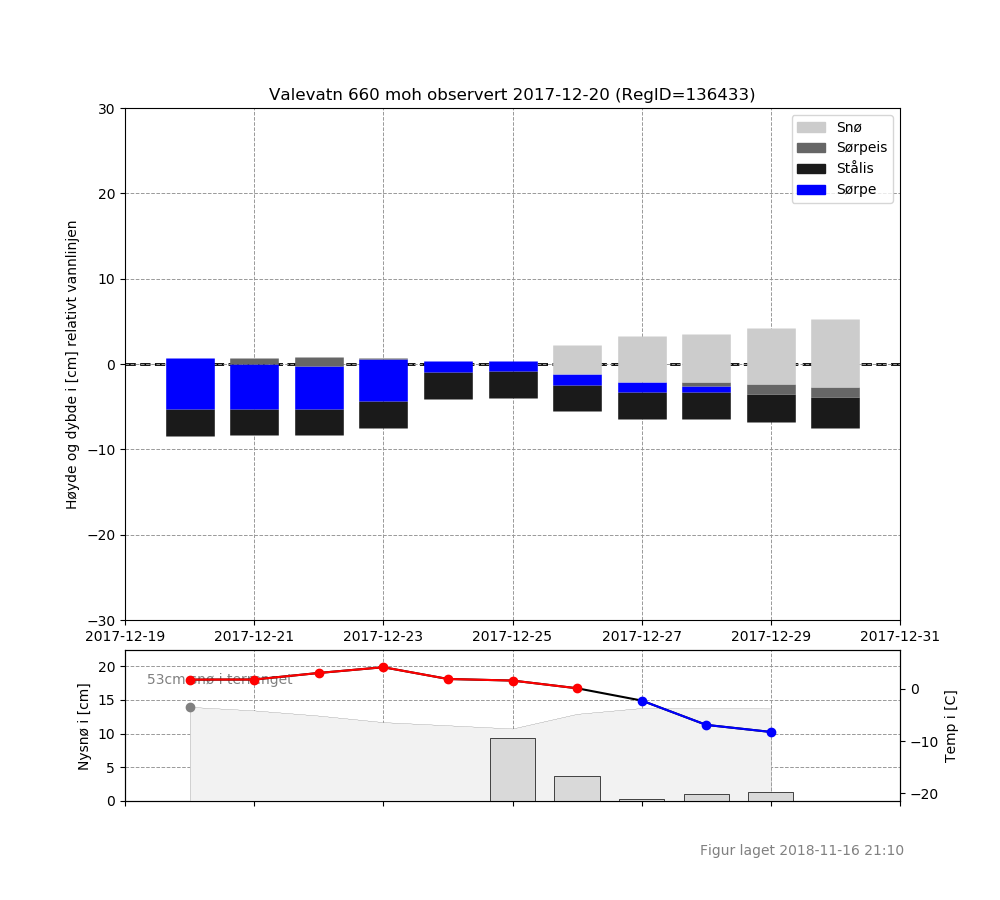 Valevatn 660 moh observert 2017-12-20 (RegID=136433)
Høyde og dybde i [cm] relativt vannlinjen
30
20
10
0
−10
−20
−30
Snø
Sørpeis
Stålis
Sørpe
2017-12-19 2017-12-21 2017-12-23 2017-12-25 2017-12-27 2017-12-29 2017-12-31
Nysnø i [cm]
20
15
10
5
0
53cm snø i terrenget
0
−10
−20
Temp i [C]
Figur laget 2018-11-16 21:10